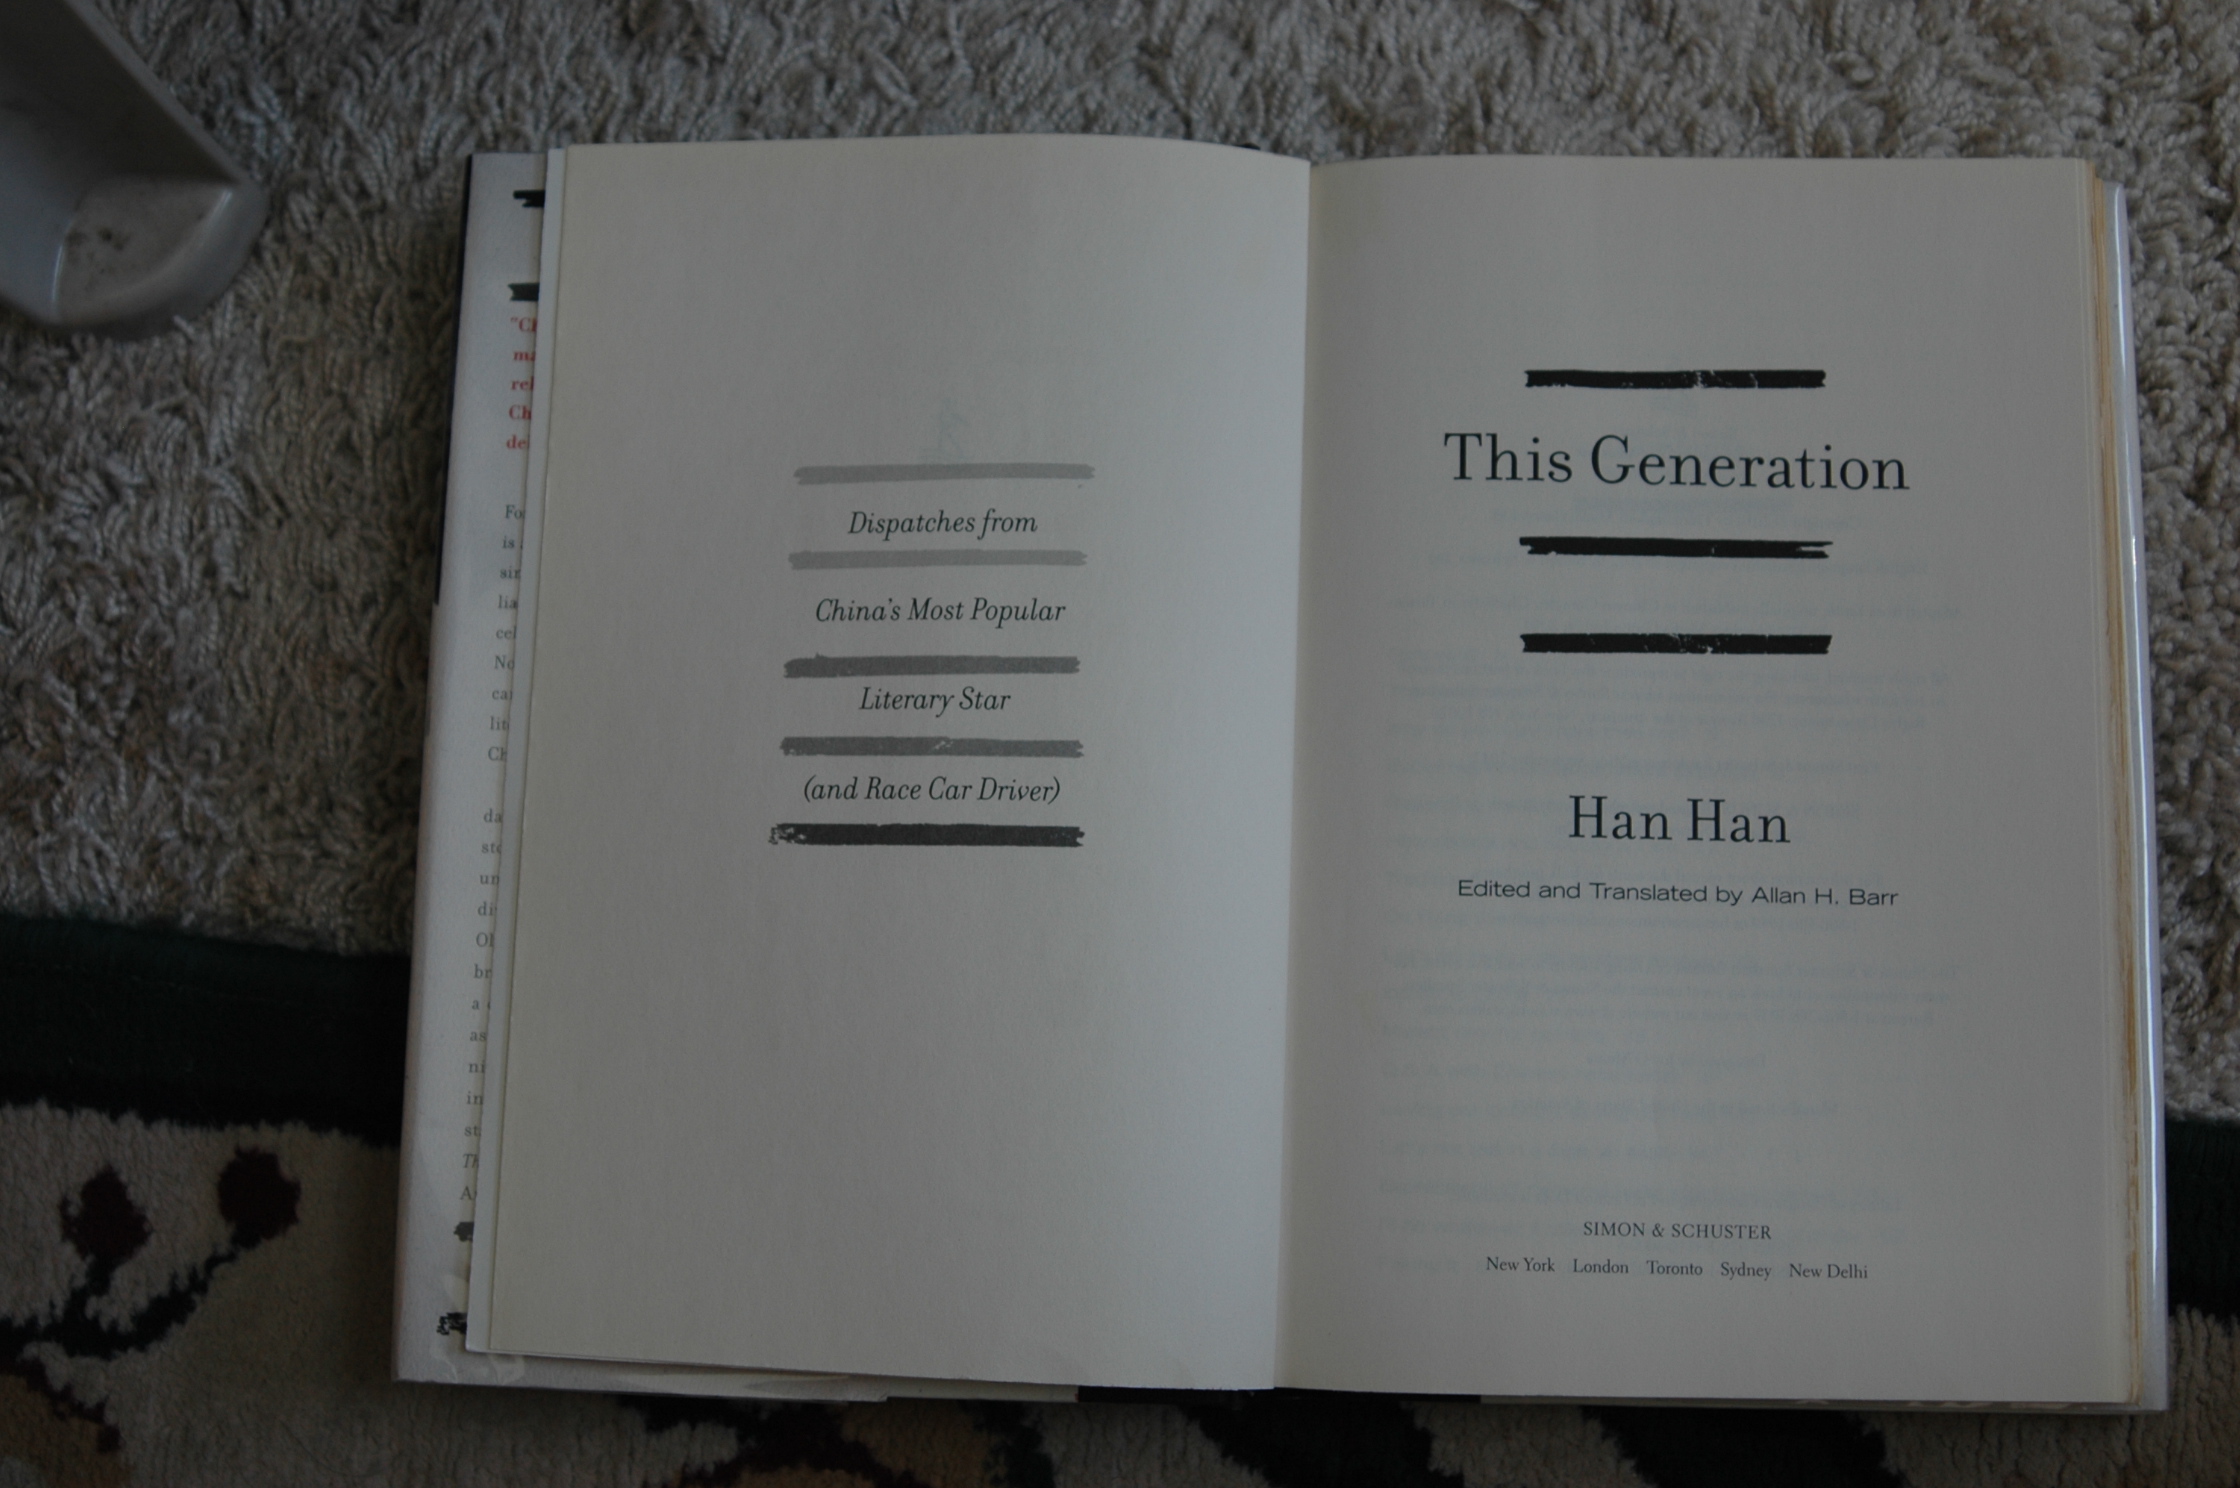 Dispatches from
China's Most Popular
Literary Star
(and Race Car Driver)
This Generation
Han Han
Edited and Translated by Allan H. Barr
SIMON & SCHUSTER
New York London Toronto Sydney New Delhi